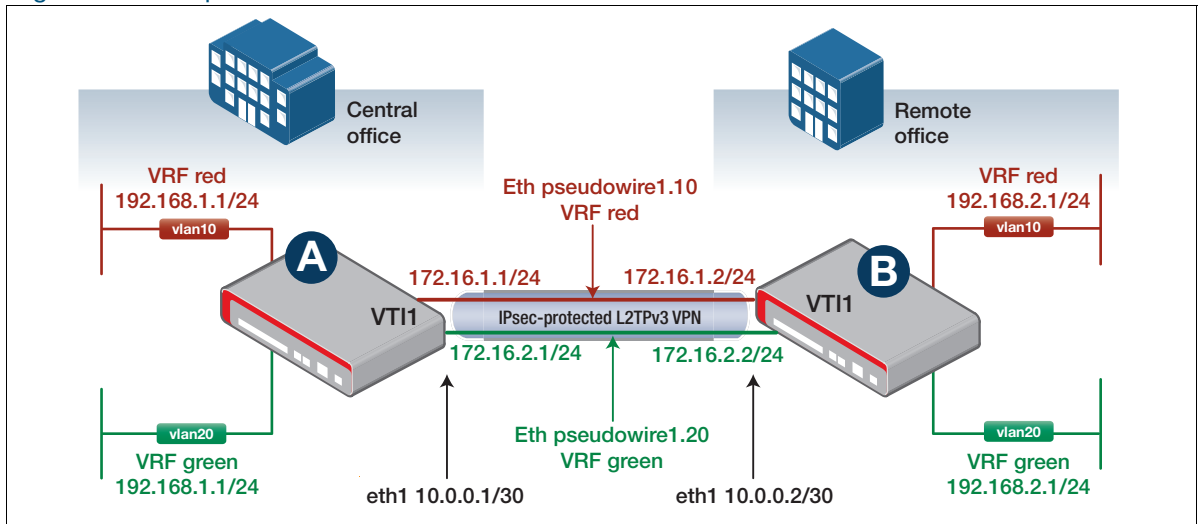 Central
office
Remote
office
VRF red
192.168.1.1/24
vlan10
Eth pseudowire1.10
VRF red
VRF red
192.168.2.1/24
vlan10
A
B
172.16.1.1/24
172.16.1.2/24
VTI1
VTI1
IPsec-protected L2TPv3 VPN
172.16.2.1/24
172.16.2.2/24
vlan20
VRF green
192.168.1.1/24
Eth pseudowire1.20
VRF green
vlan20
VRF green
192.168.2.1/24
eth1 10.0.0.1/30
eth1 10.0.0.2/30